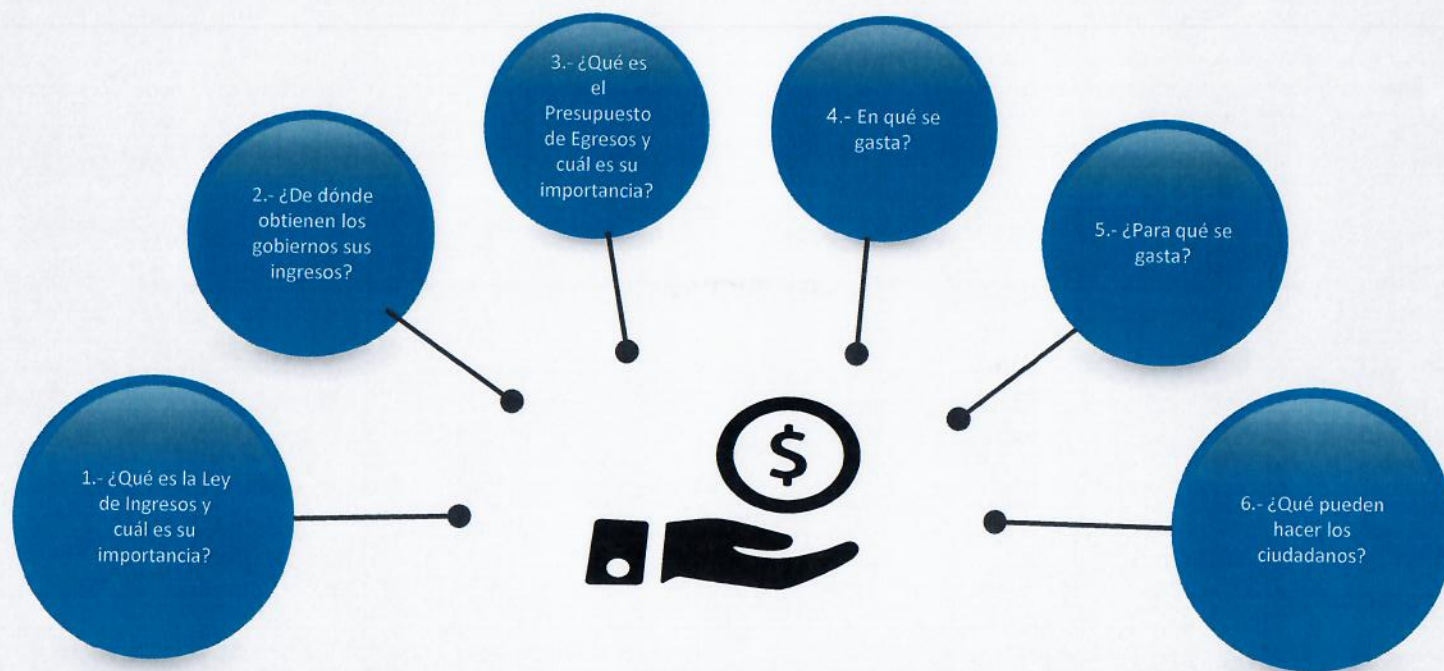 1.- ¿Qué es la Ley
de Ingresos y
cuál es su
importancia?
2.- ¿De dónde
obtienen los
gobiernos sus
ingresos?
3.- ¿Qué es
el
Presupuesto
de Egresos y
cuál es su
importancia?
4.- En qué se
gasta?
5.- ¿Para qué se
gasta?
6.- ¿Qué pueden
hacer los
ciudadanos?
$